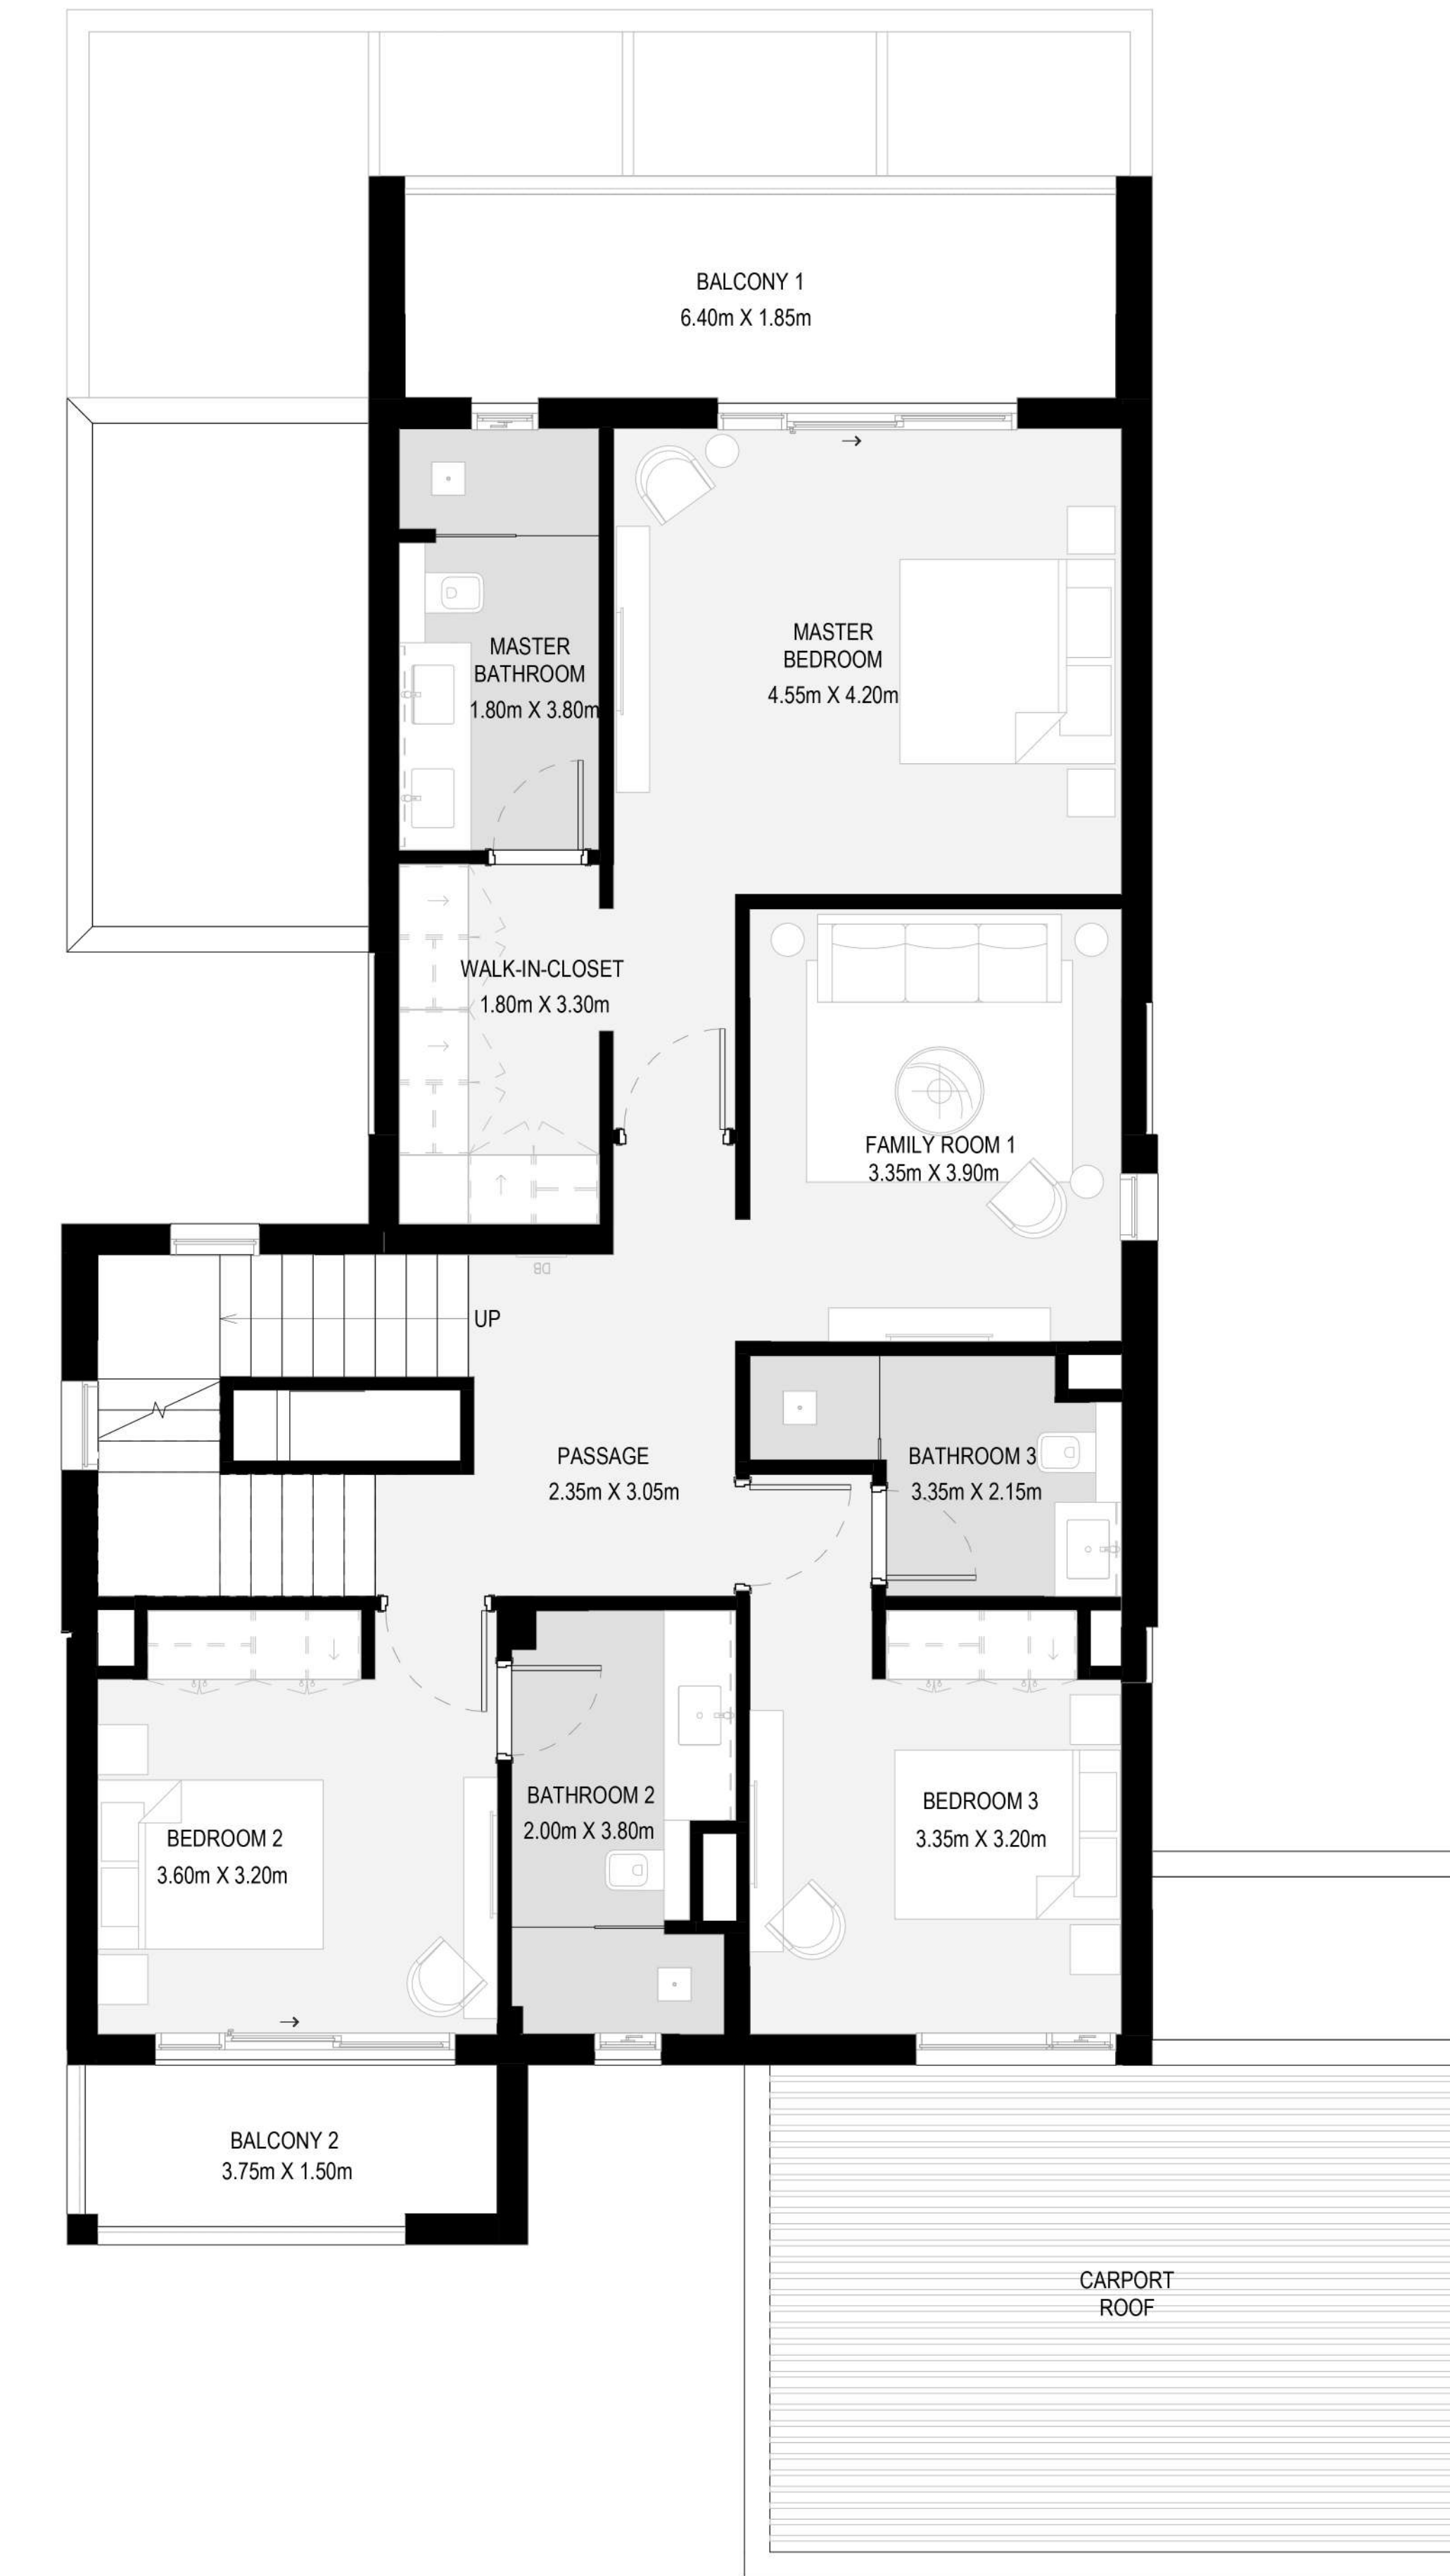 BALCONY 1
6.40m X 1.85m
MASTER
BEDROOM
4.55m X 4.20m
MASTER
BATHROOM
1.80m X 3.80m
WALK-IN-CLOSET
1.80m X 3.30m
FAMILY ROOM 1
3.35m X 3.90m
DB
UP
PASSAGE
2.35m X 3.05m
BATHROOM 3
3.35m X 2.15m
BATHROOM 2
2.00m X 3.80m
BEDROOM 3
3.35m X 3.20m
BEDROOM 2
3.60m X 3.20m
BALCONY 2
3.75m X 1.50m
CARPORT
ROOF